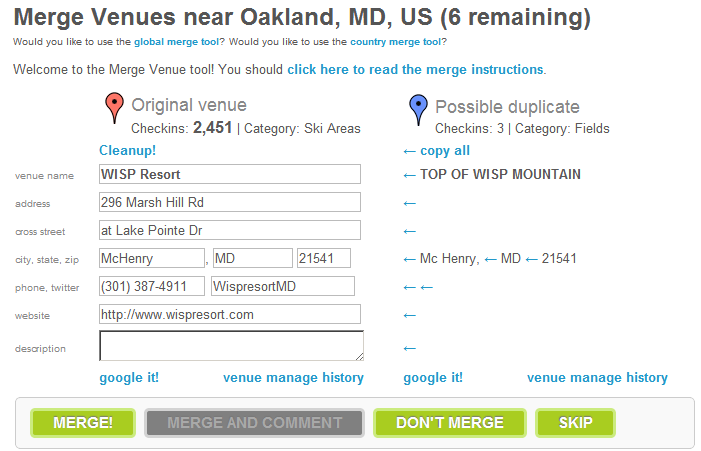 Merge Venues near Oakland, MD, US (6 remaining)
Would you like to use the global merge tool? Would you like to use the country merge tool?
Welcome to the Merge Venue tool! You should click here to read the merge instructions.
Original venue
Checkins: 2,451 | Category: Ski Areas
Possible duplicate
Checkins: 3 | Category: Fields
Cleanup! ← copy all
venue name WISP Resort ← TOP OF WISP MOUNTAIN
address 296 Marsh Hill Rd ←
cross street at Lake Pointe Dr ←
city, state, zip McHenry , MD 21541 ← Mc Henry, ← MD ← 21541
phone, twitter (301) 387-4911 WispresortMD ← ←
website http://www.wispresort.com ←
description ←
google it! venue manage history google it! venue manage history
MERGE! MERGE AND COMMENT DON'T MERGE SKIP